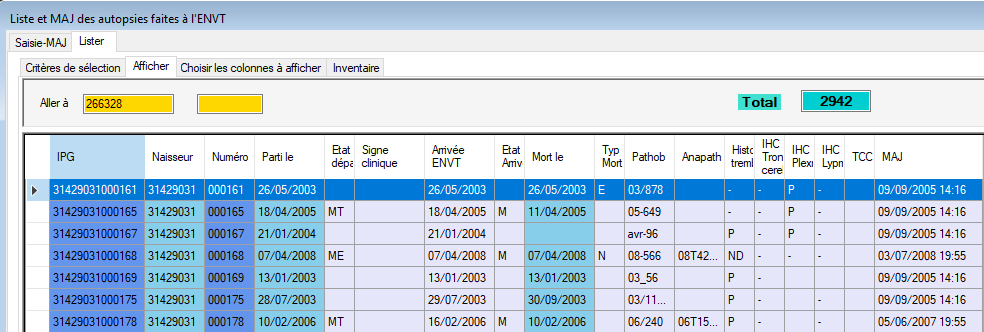 Liste et MAJ des autopsies faites à l'ENVT
Saisie-MAJ Lister
Critères de sélection Afficher Choisir les colonnes à afficher Inventaire
Aller à 266328 Total 2942
IPG Naisseur Numéro Parti le Etat dépa Signe clinique Arrivée ENVT Etat Arriv Mort le Typ Mort Pathob Anapath Histo trembl IHC Tron cere IHC Plexu IHC Lypm TCC MAJ
31429031000161 31429031 000161 26/05/2003 26/05/2003 26/05/2003 E 03/878 - - P - 09/09/2005 14:16
31429031000165 31429031 000165 18/04/2005 MT 18/04/2005 M 11/04/2005 05-649 - - P - 09/09/2005 14:16
31429031000167 31429031 000167 21/01/2004 21/01/2004 avr-96 - P P - 09/09/2005 14:16
31429031000168 31429031 000168 07/04/2008 ME 07/04/2008 M 07/04/2008 N 08-566 08T42... ND - - - 03/07/2008 19:55
31429031000169 31429031 000169 13/01/2003 13/01/2003 13/01/2003 03_56 P - 09/09/2005 14:16
31429031000175 31429031 000175 28/07/2003 29/07/2003 30/09/2003 03/11... P - - - 09/09/2005 14:16
31429031000178 31429031 000178 10/02/2006 MT 16/02/2006 M 10/02/2006 06/240 06T15... P - - - 05/06/2007 19:55